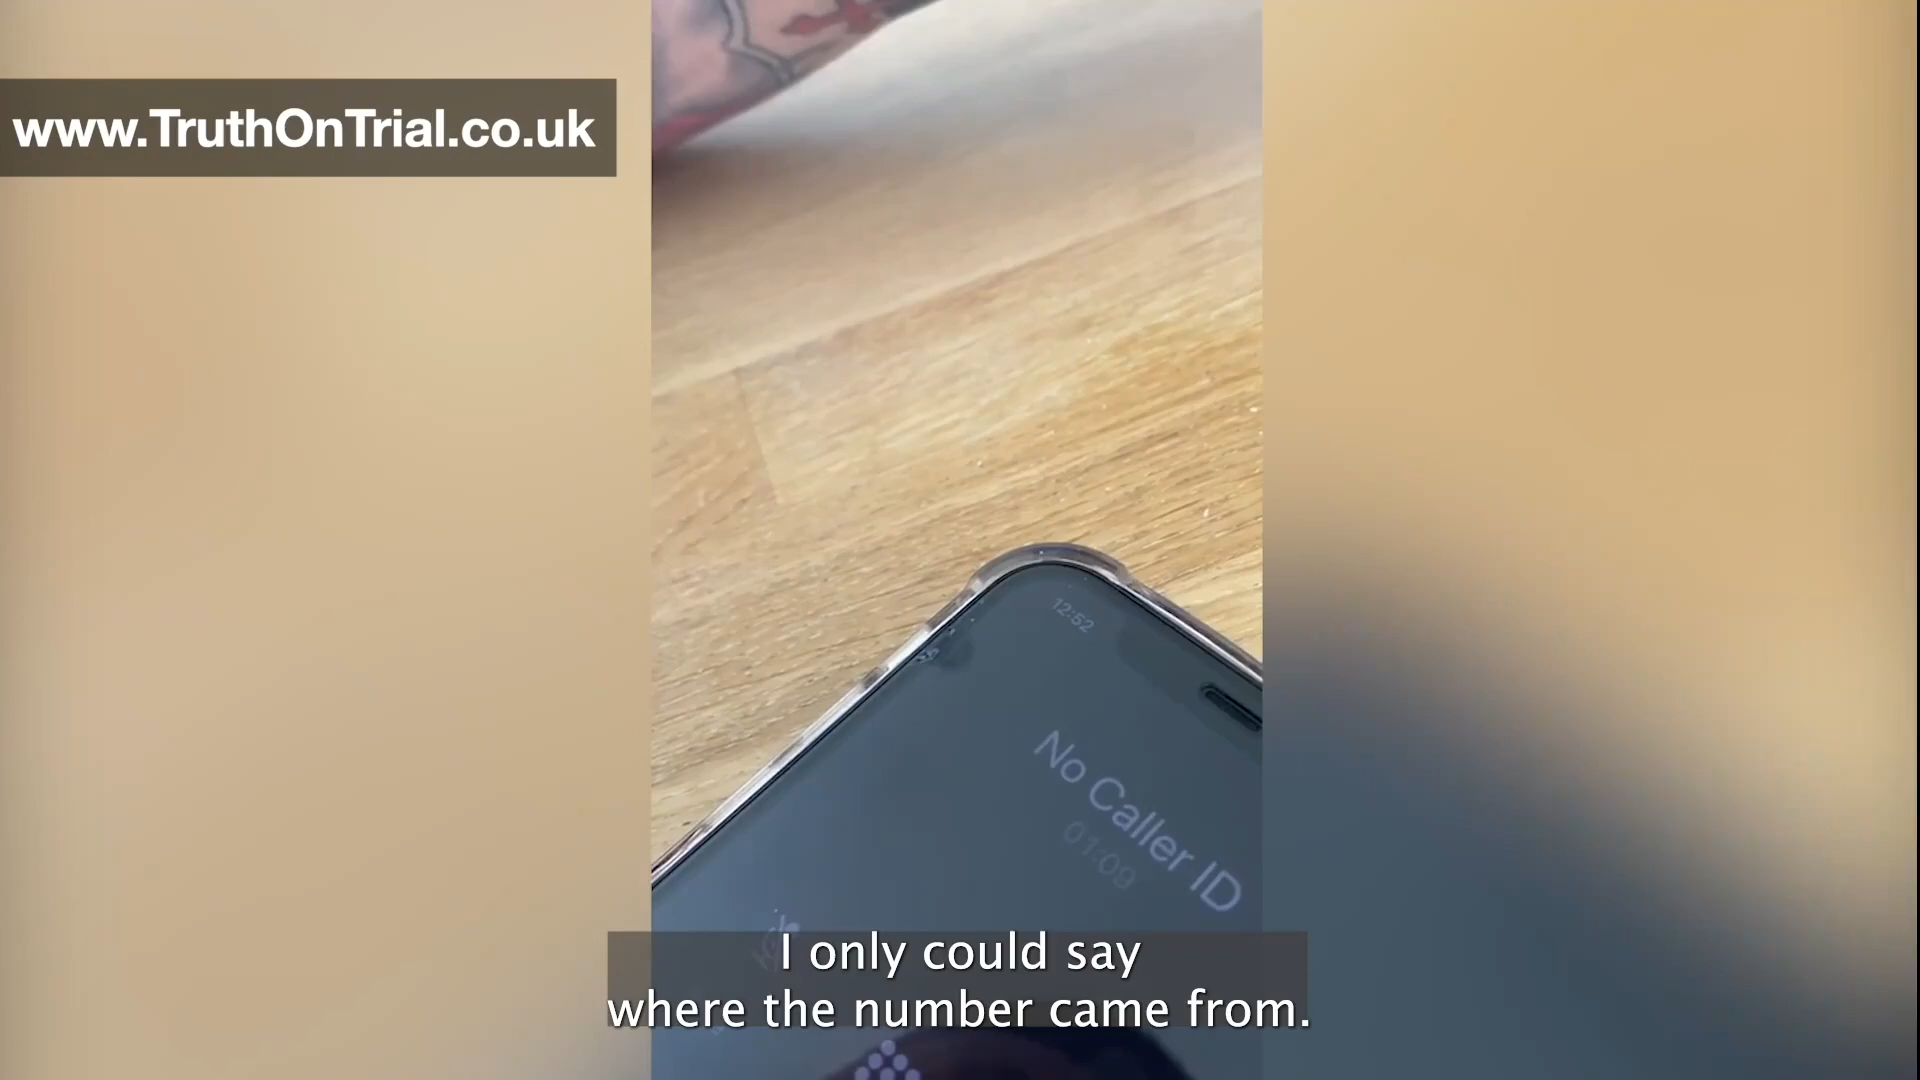 www.TruthOnTrial.co.uk
12:52
No Caller ID
01:09
I only could say
where the number came from.